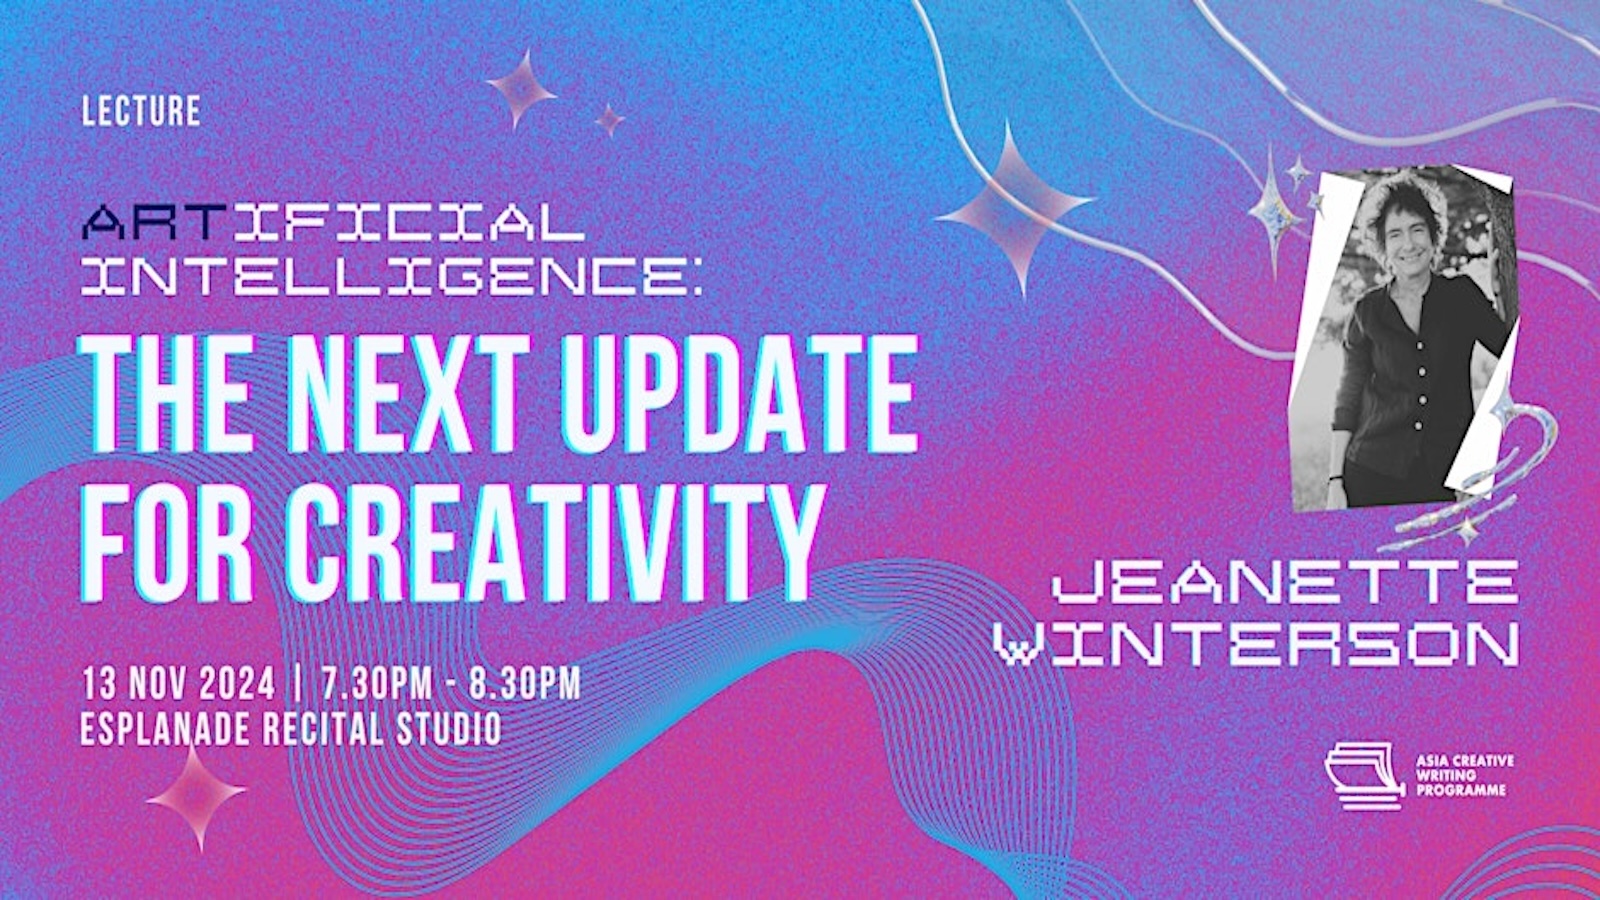 LECTURE
ARTIFICIAL
INTELLIGENCE:
THE NEXT UPDATE
FOR CREATIVITY
13 NOV 2024 | 7.30PM - 8.30PM
ESPLANADE RECITAL STUDIO
JEANETTE
WINTERSON
ASIA CREATIVE
WRITING
PROGRAMME